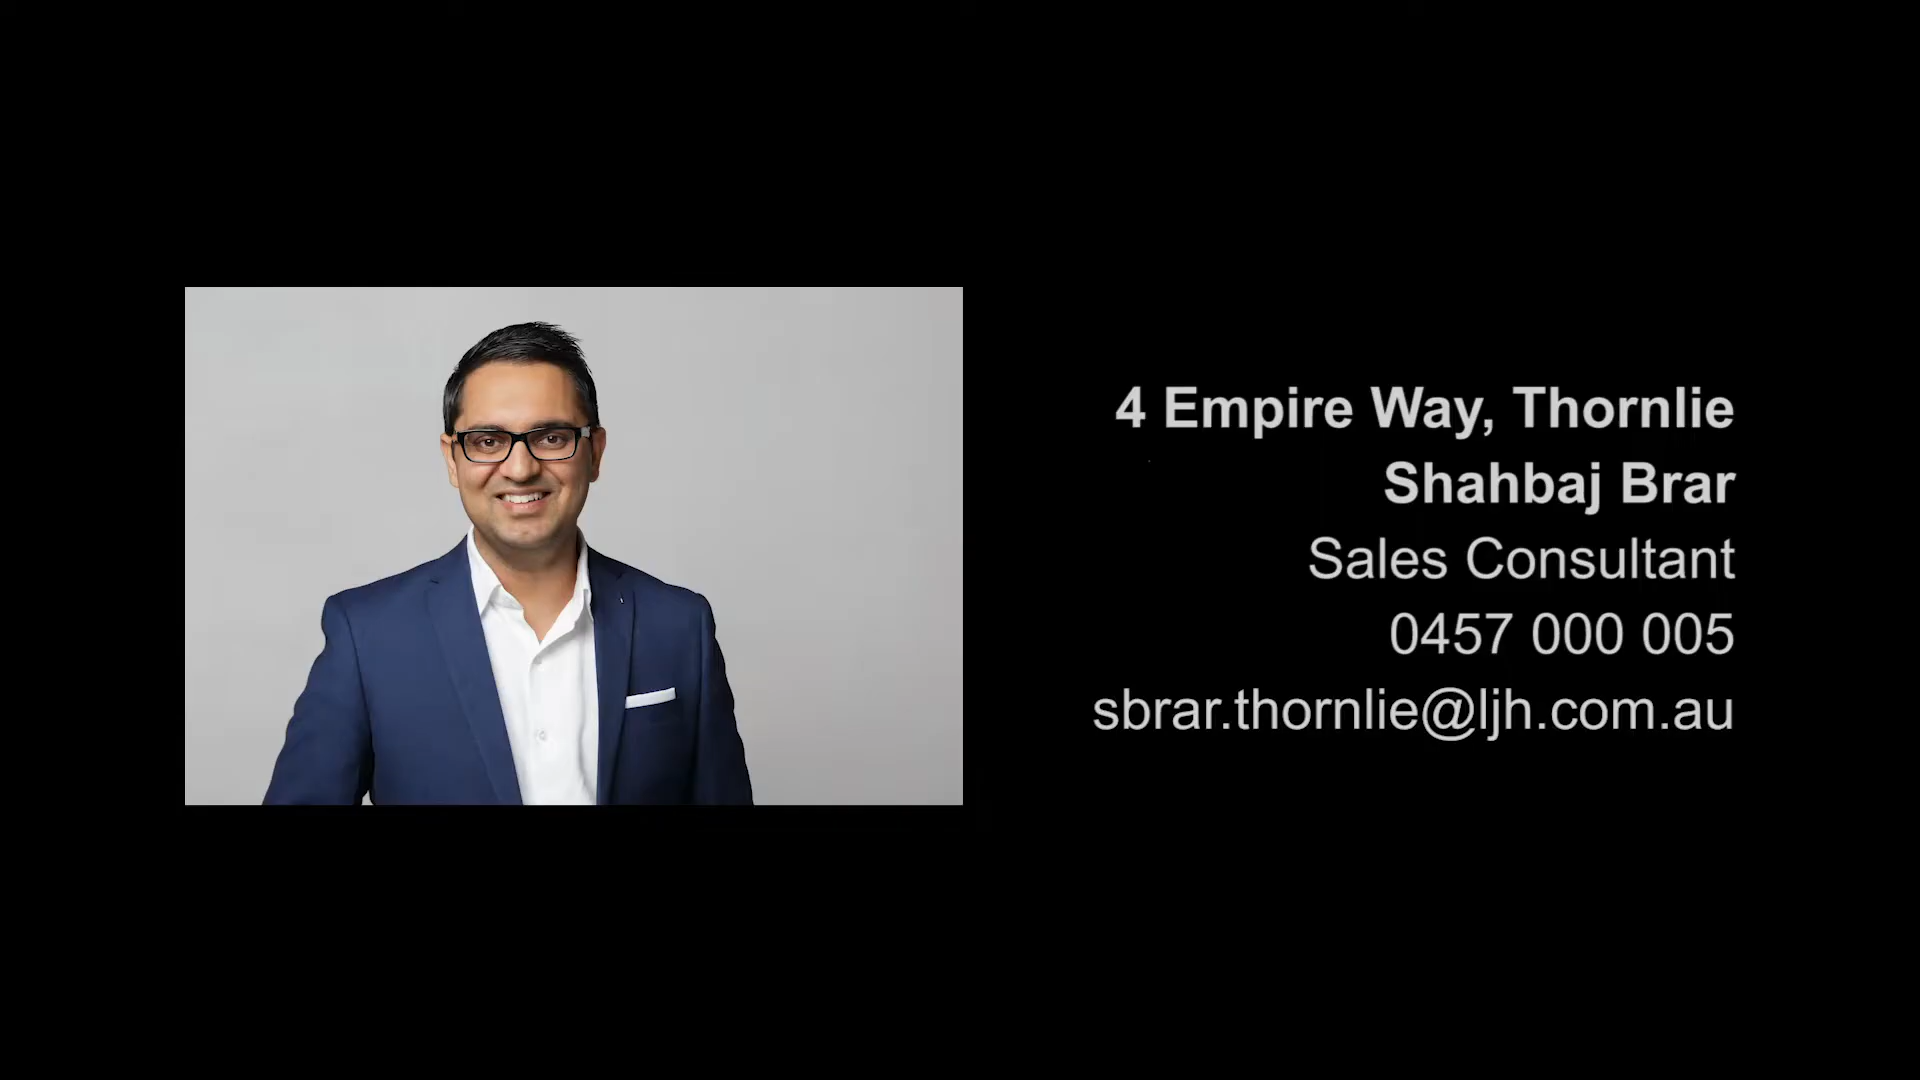 4 Empire Way, Thornlie
Shahbaj Brar
Sales Consultant
0457 000 005
sbrar.thornlie@ljh.com.au